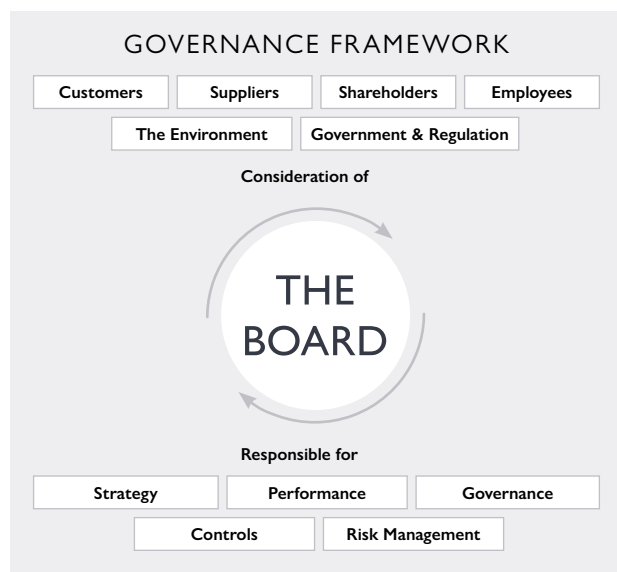 GOVERNANCE FRAMEWORK
Customers Suppliers Shareholders Employees
The Environment Government & Regulation
Consideration of
THE
BOARD
Responsible for
Strategy Performance Governance
Controls Risk Management